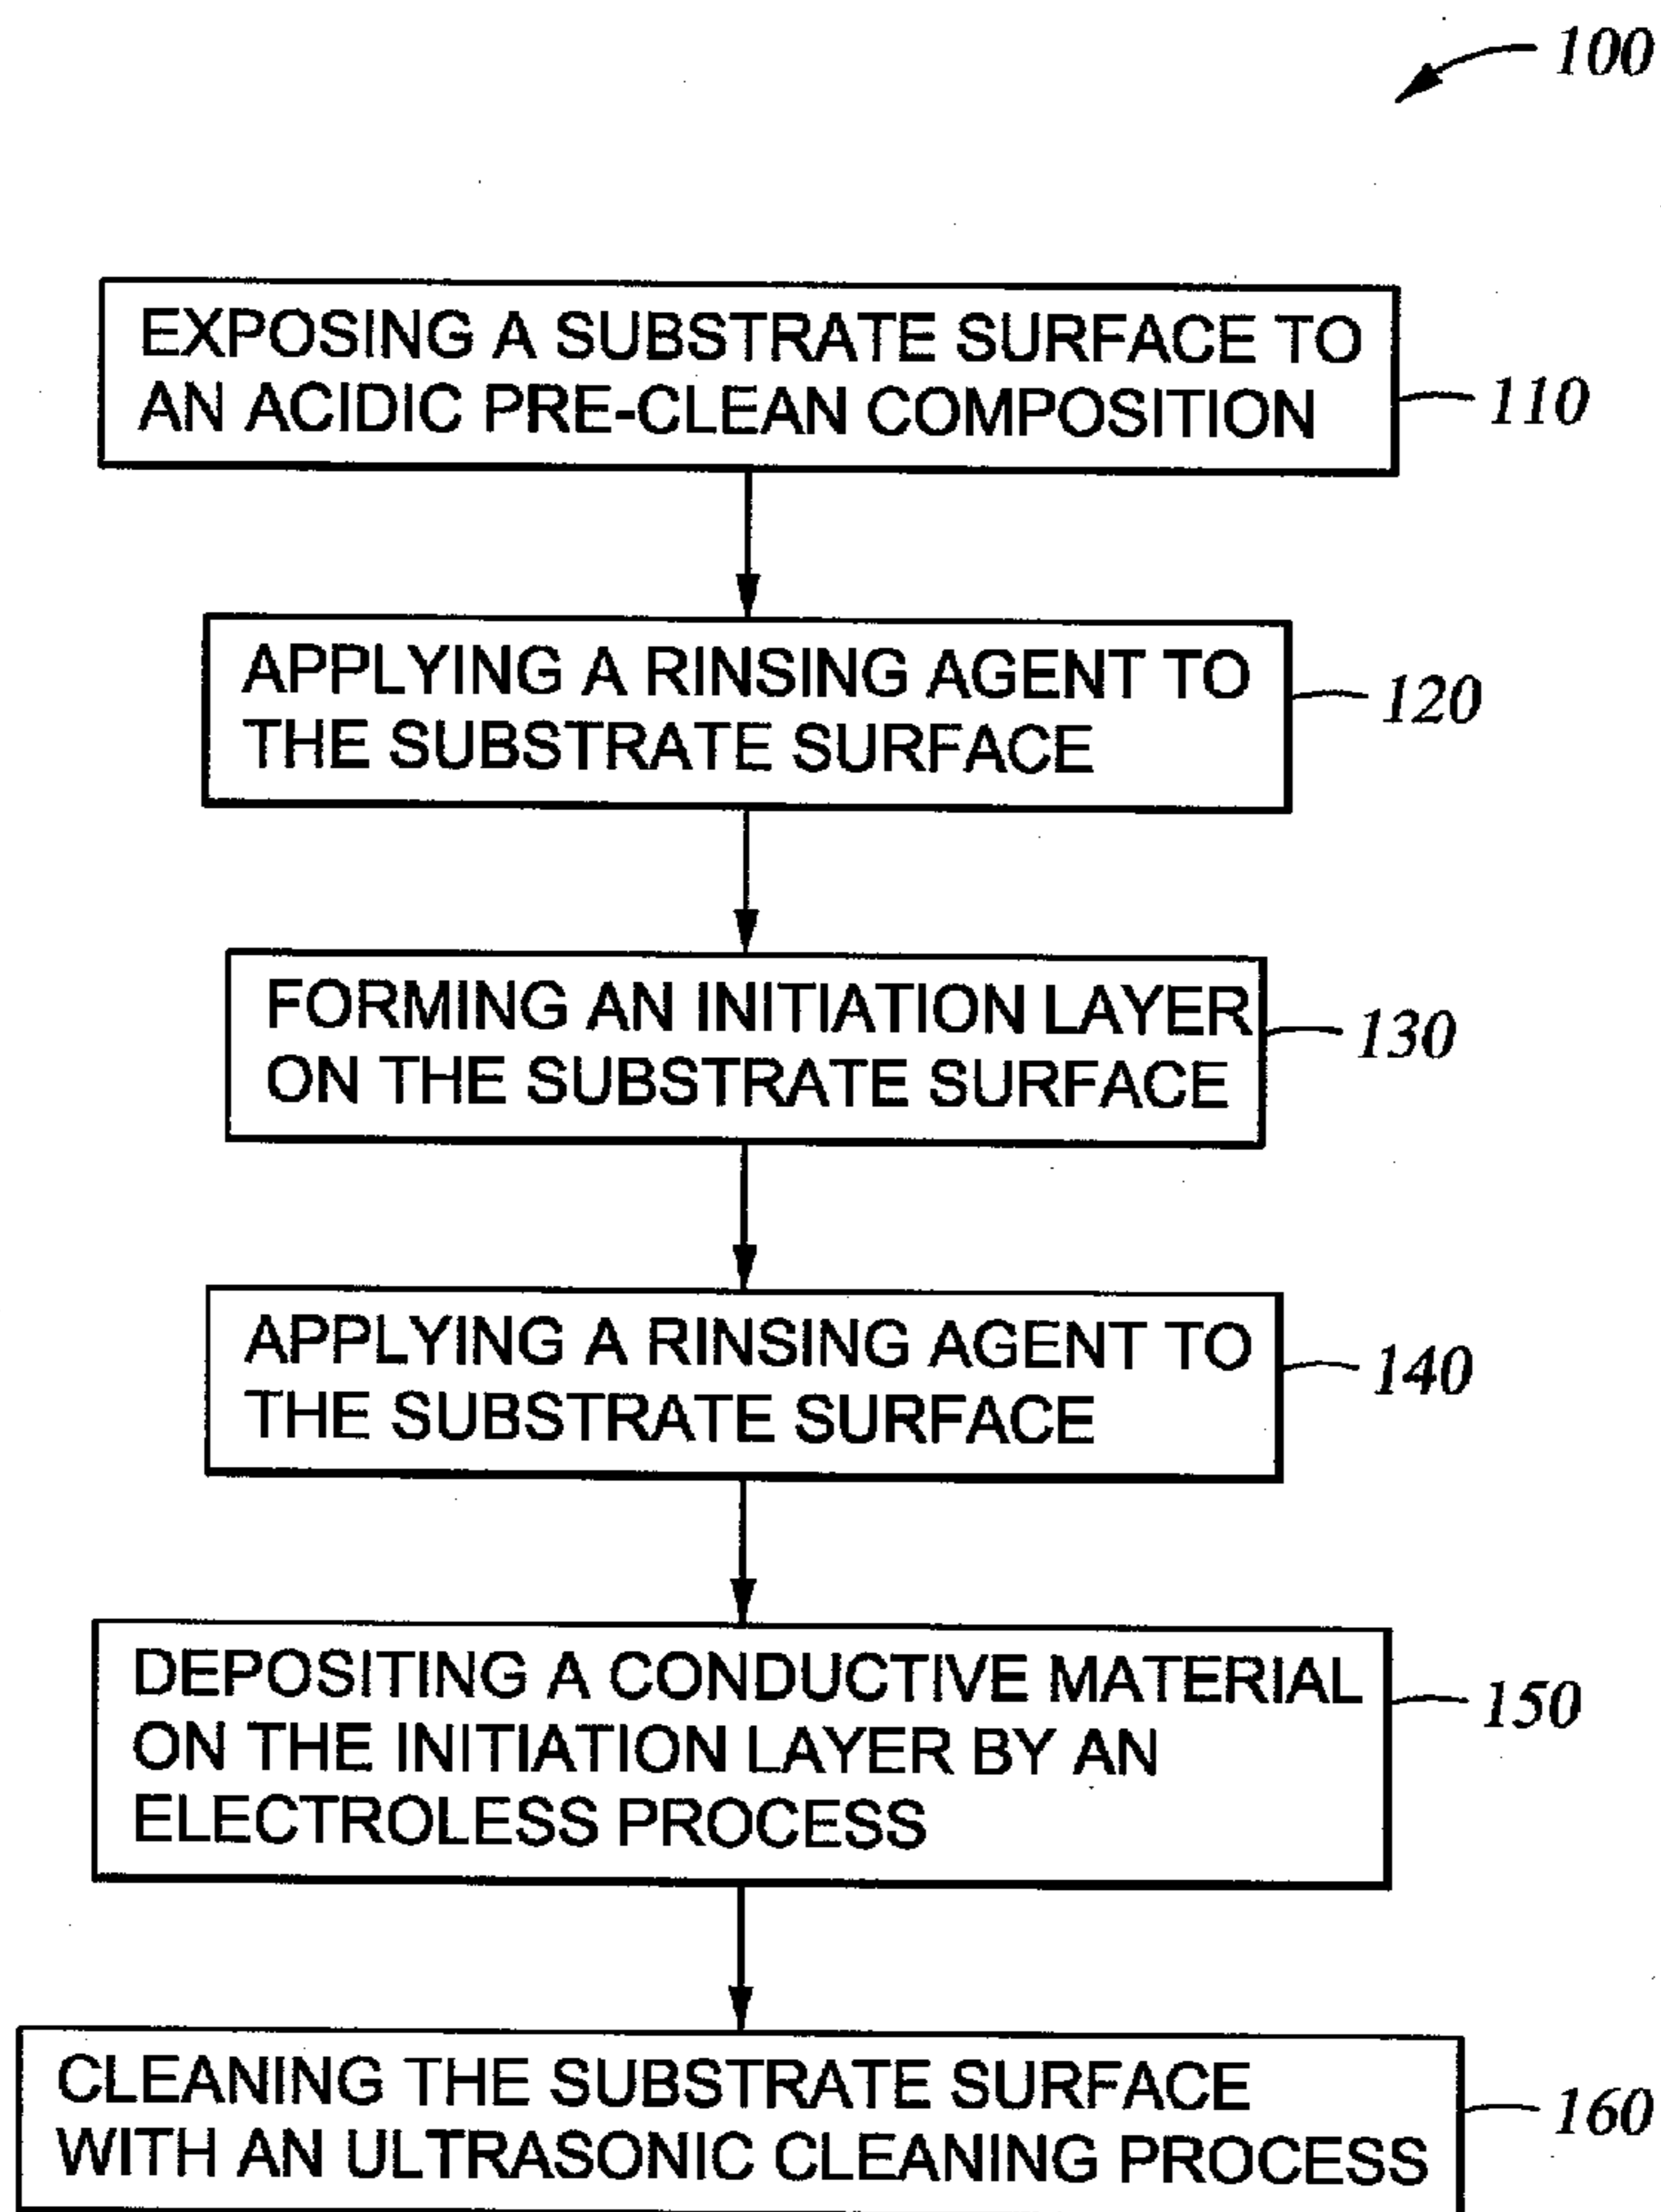 100
EXPOSING A SUBSTRATE SURFACE TO
AN ACIDIC PRE-CLEAN COMPOSITION
110
APPLYING A RINSING AGENT TO
THE SUBSTRATE SURFACE
120
FORMING AN INITIATION LAYER
ON THE SUBSTRATE SURFACE
130
APPLYING A RINSING AGENT TO
THE SUBSTRATE SURFACE
140
DEPOSITING A CONDUCTIVE MATERIAL
ON THE INITIATION LAYER BY AN
ELECTROLESS PROCESS
150
CLEANING THE SUBSTRATE SURFACE
WITH AN ULTRASONIC CLEANING PROCESS
160